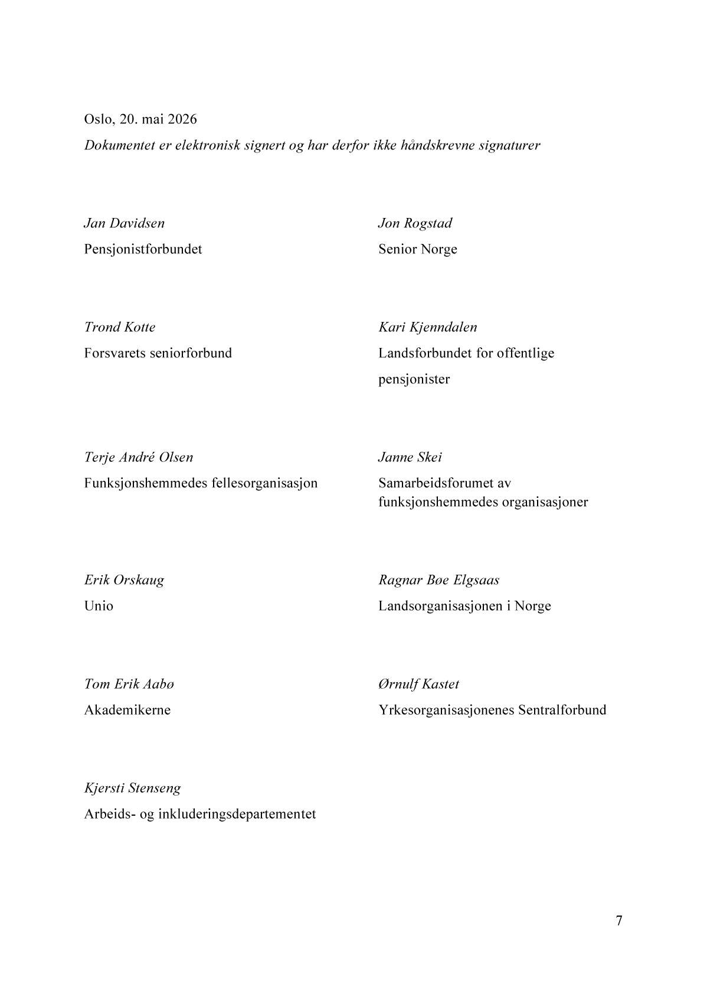 Oslo, 20. mai 2026
Dokumentet er elektronisk signert og har derfor ikke håndskrevne signaturer
Jan Davidsen
Pensjonistforbundet
Jon Rogstad
Senior Norge
Trond Kotte
Forsvarets seniorforbund
Kari Kjenndalen
Landsforbundet for offentlige
pensjonister
Terje André Olsen
Funksjonshemmedes fellesorganisasjon
Janne Skei
Samarbeidsforumet av
funksjonshemmedes organisasjoner
Erik Orskaug
Unio
Ragnar Bøe Elgsaas
Landsorganisasjonen i Norge
Tom Erik Aabø
Akademikerne
Ørnulf Kastet
Yrkesorganisasjonenes Sentralforbund
Kjersti Stenseng
Arbeids- og inkluderingsdepartementet
7